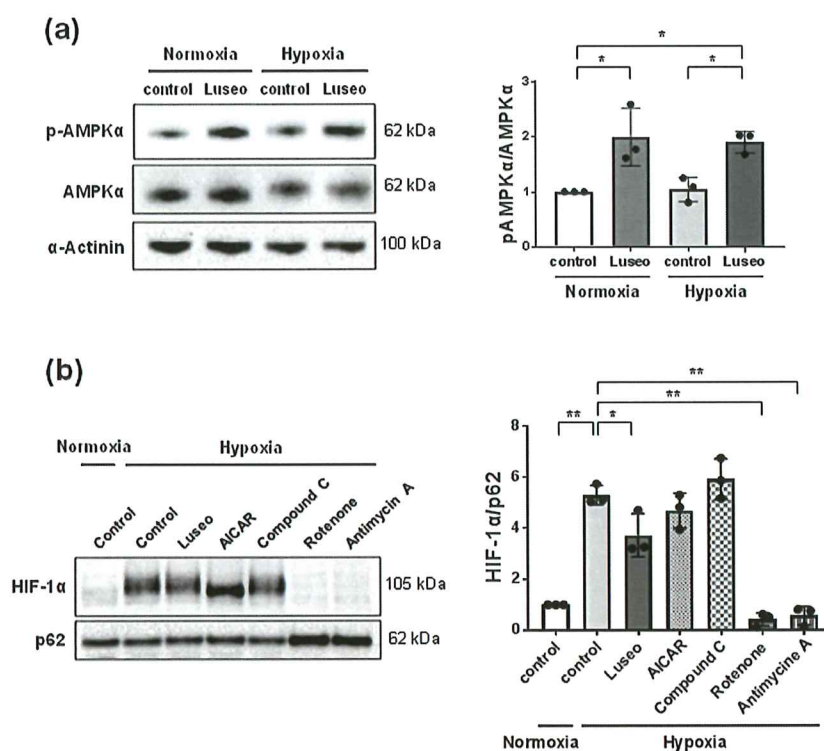 (a)
Normoxia Hypoxia
control Luseo control Luseo
p-AMPKα 62 kDa
AMPKα 62 kDa
α-Actinin 100 kDa
* 
* *
pAMPKα/AMPKα
3
2
1
0
control Luseo control Luseo
Normoxia Hypoxia
(b)
Normoxia Hypoxia
Control Control Luseo AICAR Compound C Rotenone Antimycin A
HIF-1α 105 kDa
p62 62 kDa
**
**
** *
HIF-1α/p62
8
6
4
2
0
control control Luseo AICAR Compound C Rotenone Antimycine A
Normoxia Hypoxia